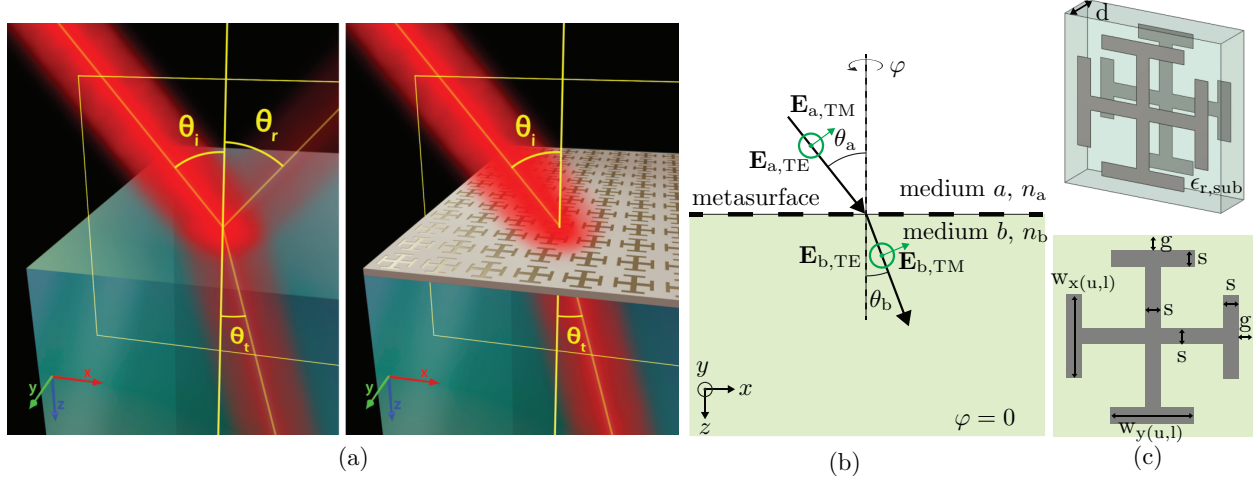 θi
θr
θt
x
y
z
θi
θt
x
y
z
(a)
φ
Ea,TM
θa
Ea,TE
metasurface
medium a, na
medium b, nb
Eb,TE
Eb,TM
θb
y
x
z
φ = 0
(b)
d
ϵr,sub
g
s
wx(u,l)
s
s
g
s
wy(u,l)
(c)